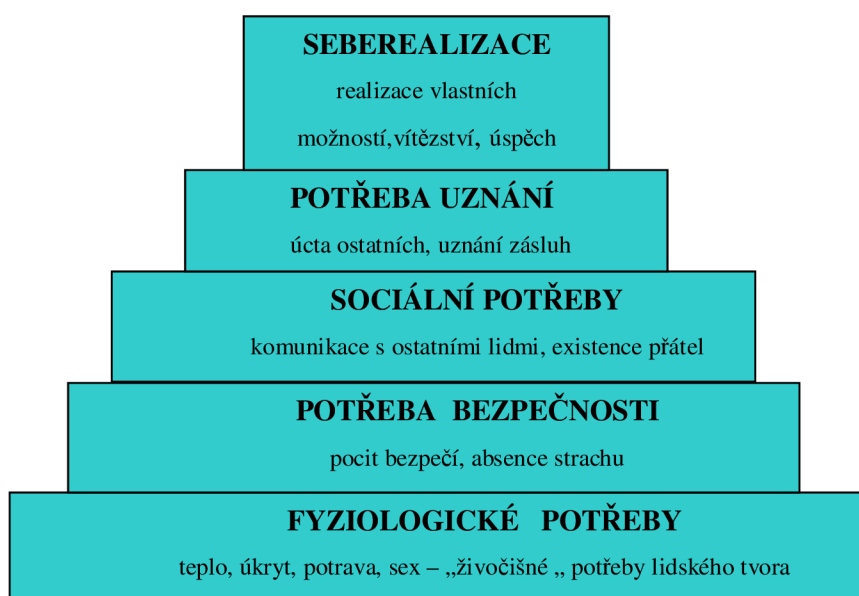 SEBEREALIZACE
realizace vlastních
možností,vítězství, úspěch
POTŘEBA UZNÁNÍ
úcta ostatních, uznání zásluh
SOCIÁLNÍ POTŘEBY
komunikace s ostatními lidmi, existence přátel
POTŘEBA BEZPEČNOSTI
pocit bezpečí, absence strachu
FYZIOLOGICKÉ POTŘEBY
teplo, úkryt, potrava, sex – „živočišné „ potřeby lidského tvora